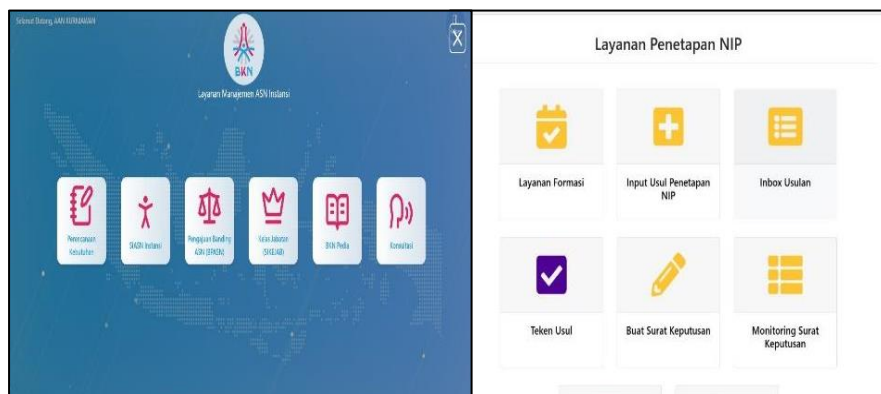 Selamat Datang, AAN KURNIAWAN
BKN
Layanan Manajemen ASN Instansi
Perencanaan
Kebutuhan
SIASN Instansi
Pengajuan Banding
ASN (BPASN)
Kelas Jabatan
(SIKEJAB)
BKN Pedia
Konsultasi
X
Layanan Penetapan NIP
Layanan Formasi
Input Usul Penetapan
NIP
Inbox Usulan
Teken Usul
Buat Surat Keputusan
Monitoring Surat
Keputusan